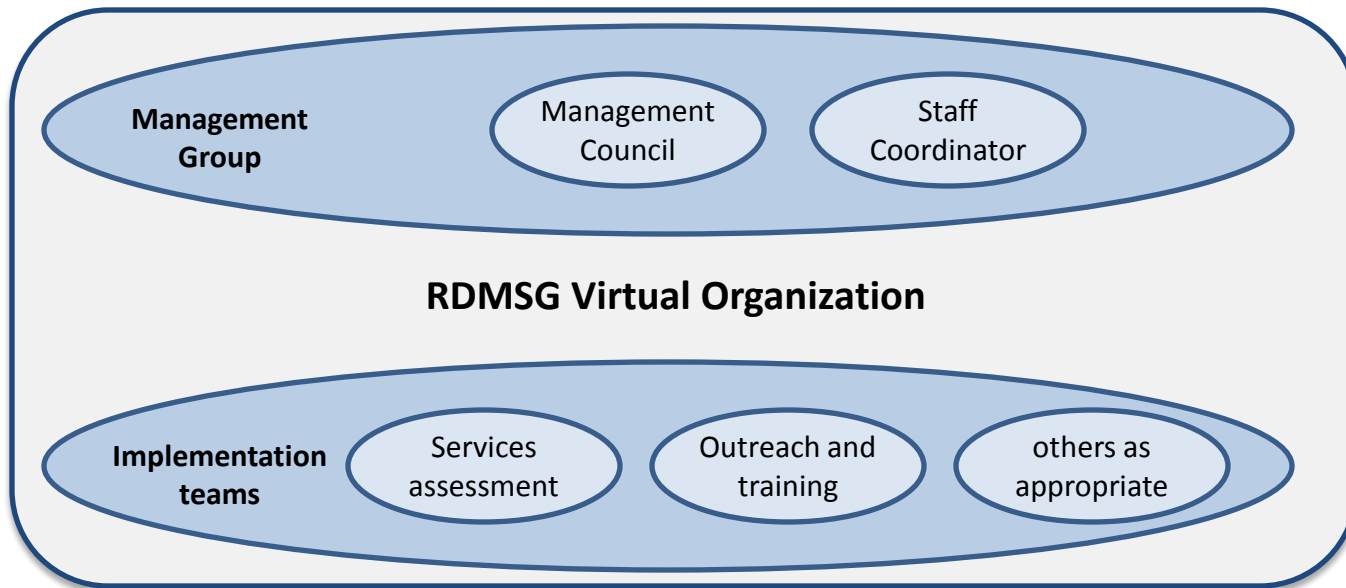 Management
Group
Management
Council
Staff
Coordinator
RDMSG Virtual Organization
Implementation
teams
Services
assessment
Outreach and
training
others as
appropriate